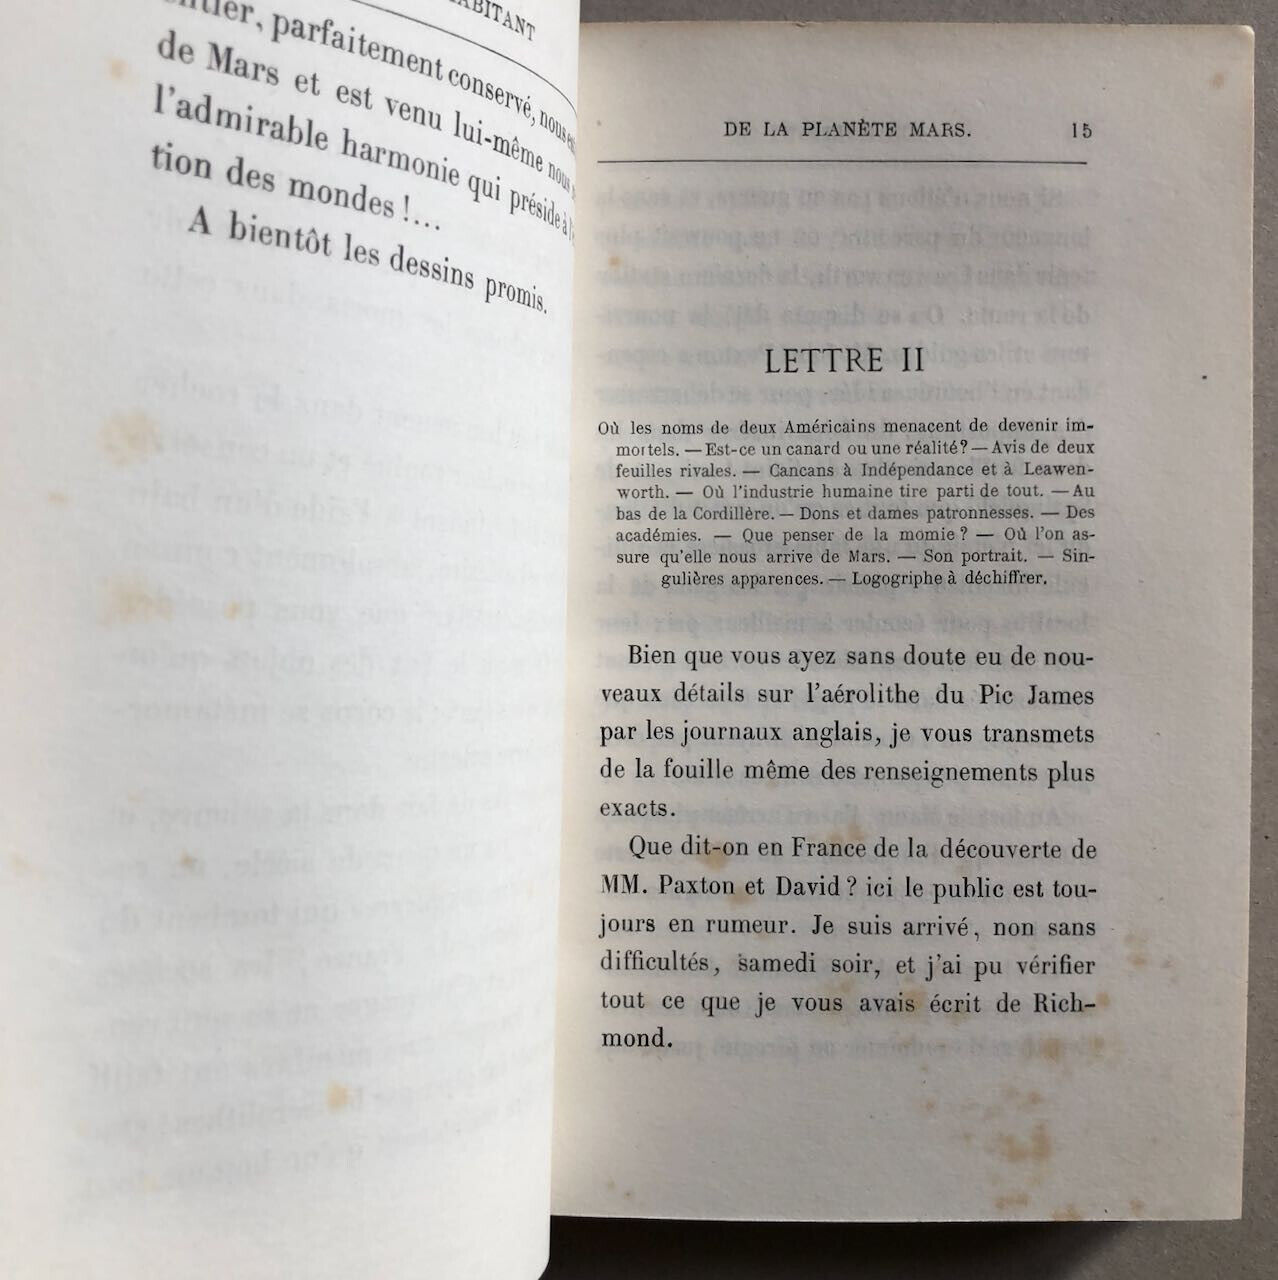 parfaitement conservé, nous
de Mars et est venu lui-même nous
l'admirable harmonie qui préside à
tion des mondes !...
A bientôt les dessins promis.
DE LA PLANÈTE MARS. 15
LETTRE II
Où les noms de deux Américains menacent de devenir im-
mortels. — Est-ce un canard ou une réalité? — Avis de deux
feuilles rivales. — Cancans à Indépendance et à Leawen-
worth. — Où l'industrie humaine tire parti de tout. — Au
bas de la Cordillère. — Dons et dames patronnesses. — Des
académies. — Que penser de la momie? — Où l'on as-
sure qu'elle nous arrive de Mars. — Son portrait. — Sin-
gulières apparences. — Logogriphe à déchiffrer.
Bien que vous ayez sans doute eu de nou-
veaux détails sur l'aérolithe du Pic James
par les journaux anglais, je vous transmets
de la fouille même des renseignements plus
exacts.
Que dit-on en France de la découverte de
MM. Paxton et David? ici le public est tou-
jours en rumeur. Je suis arrivé, non sans
difficultés, samedi soir, et j'ai pu vérifier
tout ce que je vous avais écrit de Rich-
mond.